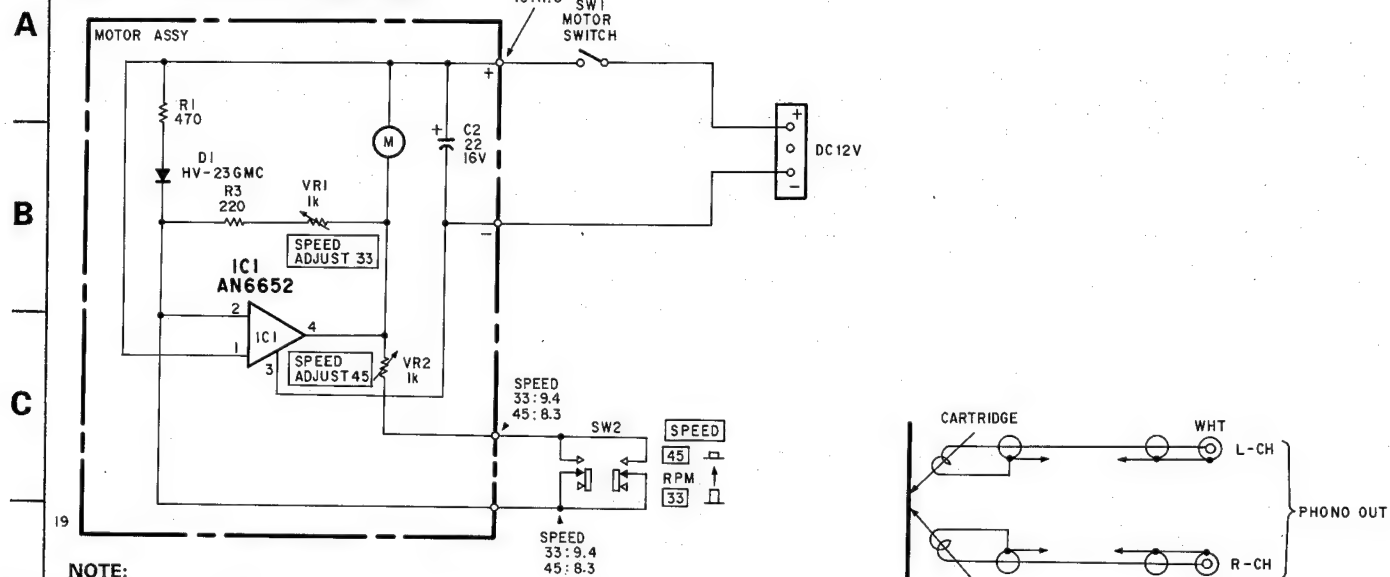 A
B
C
SW1
MOTOR
SWITCH
MOTOR ASSY
+
R1
470
M
+
C2
22
16V
+
DC12V
-
D1
HV-23GMC
R3
220
VR1
1k
-
SPEED
ADJUST 33
IC1
AN6652
2
4
IC1
1
3
SPEED
ADJUST 45
VR2
1k
SPEED
33:9.4
45:8.3
SW2
SPEED
45
RPM
33
SPEED
33:9.4
45:8.3
CARTRIDGE
WHT
L-CH
PHONO OUT
R-CH
19
NOTE: